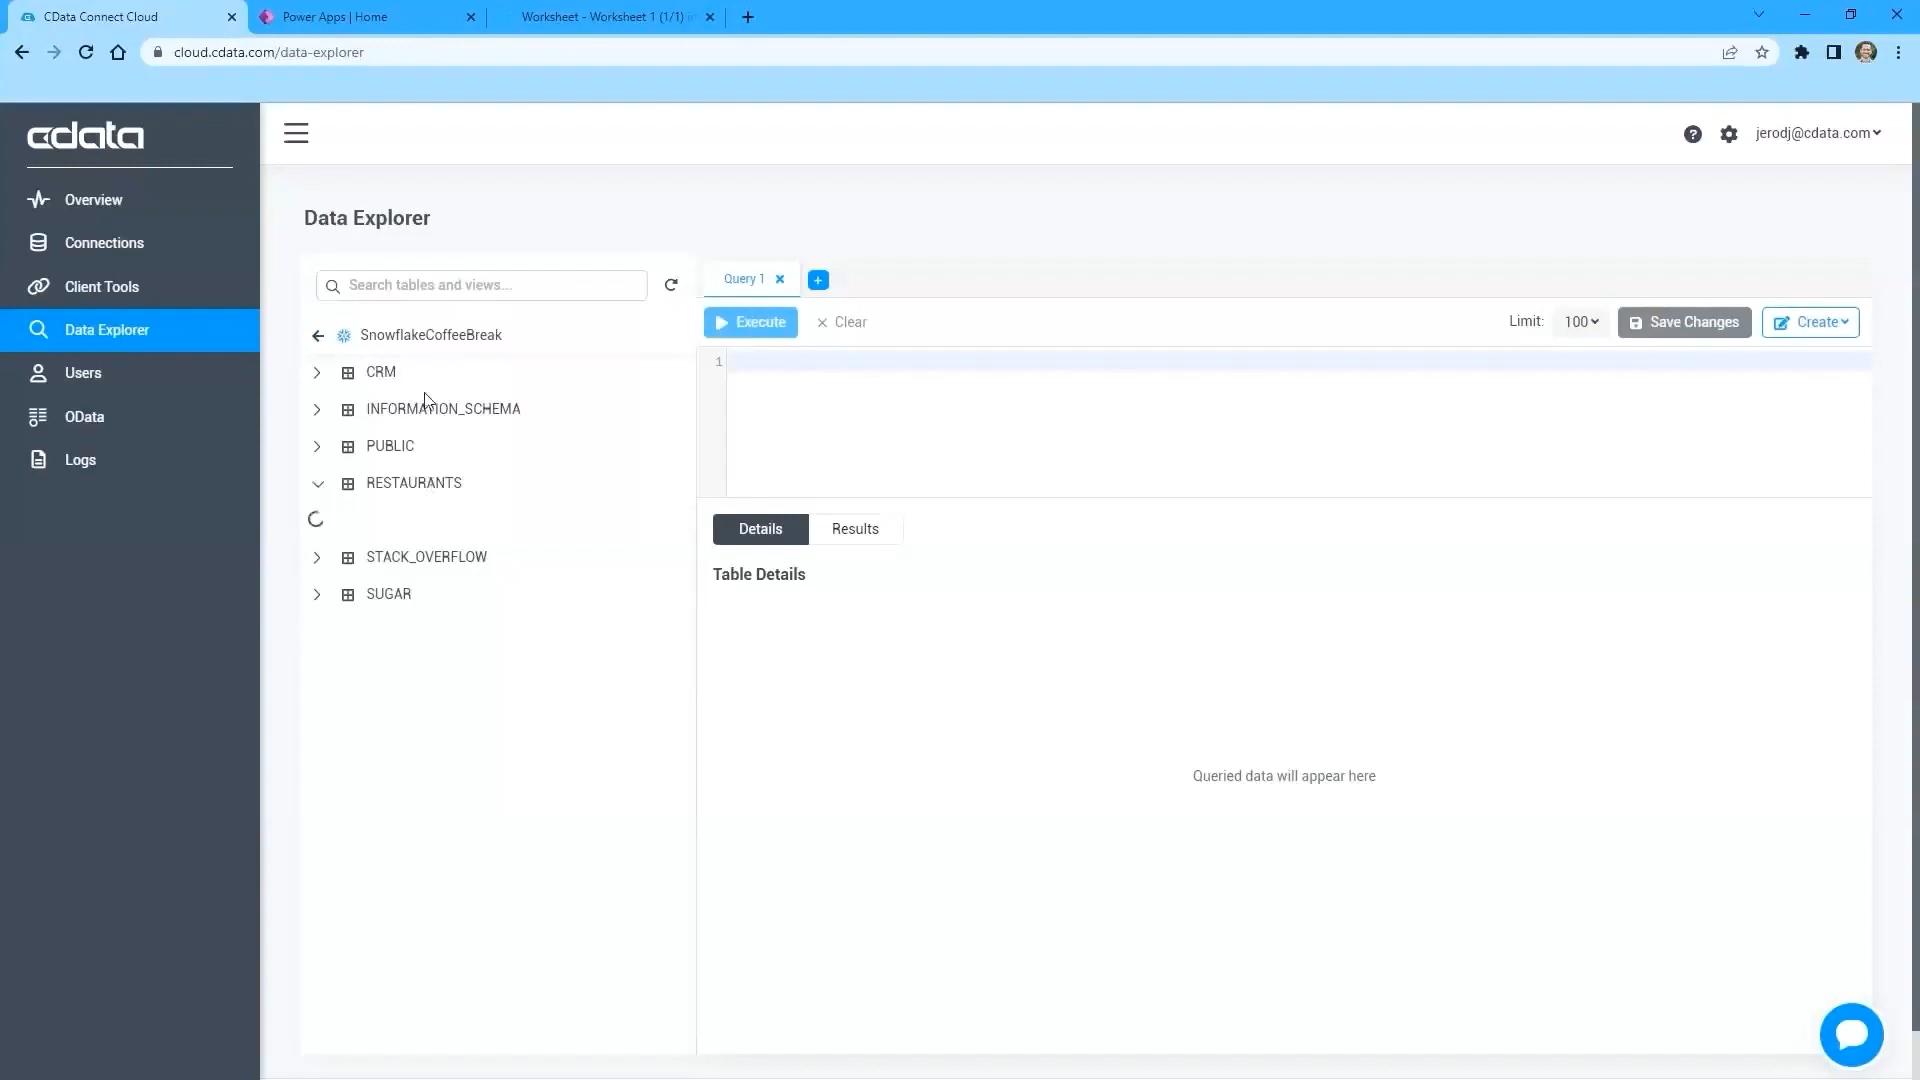 CData Connect Cloud
Power Apps | Home
Worksheet - Worksheet 1 (1/1) in
cloud.cdata.com/data-explorer
cdata
jerodj@cdata.com
Overview
Connections
Client Tools
Data Explorer
Users
OData
Logs
Data Explorer
Search tables and views...
SnowflakeCoffeeBreak
CRM
INFORMATION_SCHEMA
PUBLIC
RESTAURANTS
STACK_OVERFLOW
SUGAR
Query 1
Execute
Clear
Limit: 100
Save Changes
Create
1
Details
Results
Table Details
Queried data will appear here